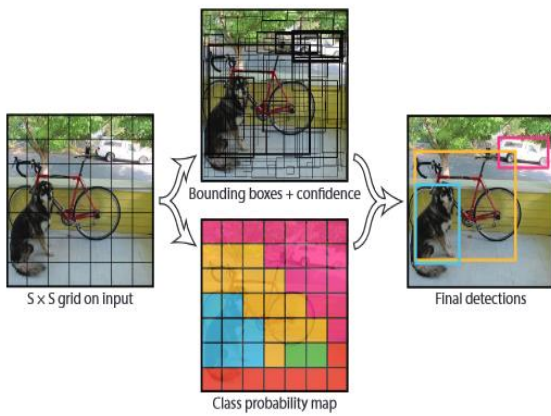 Bounding boxes + confidence
S × S grid on input
Final detections
Class probability map